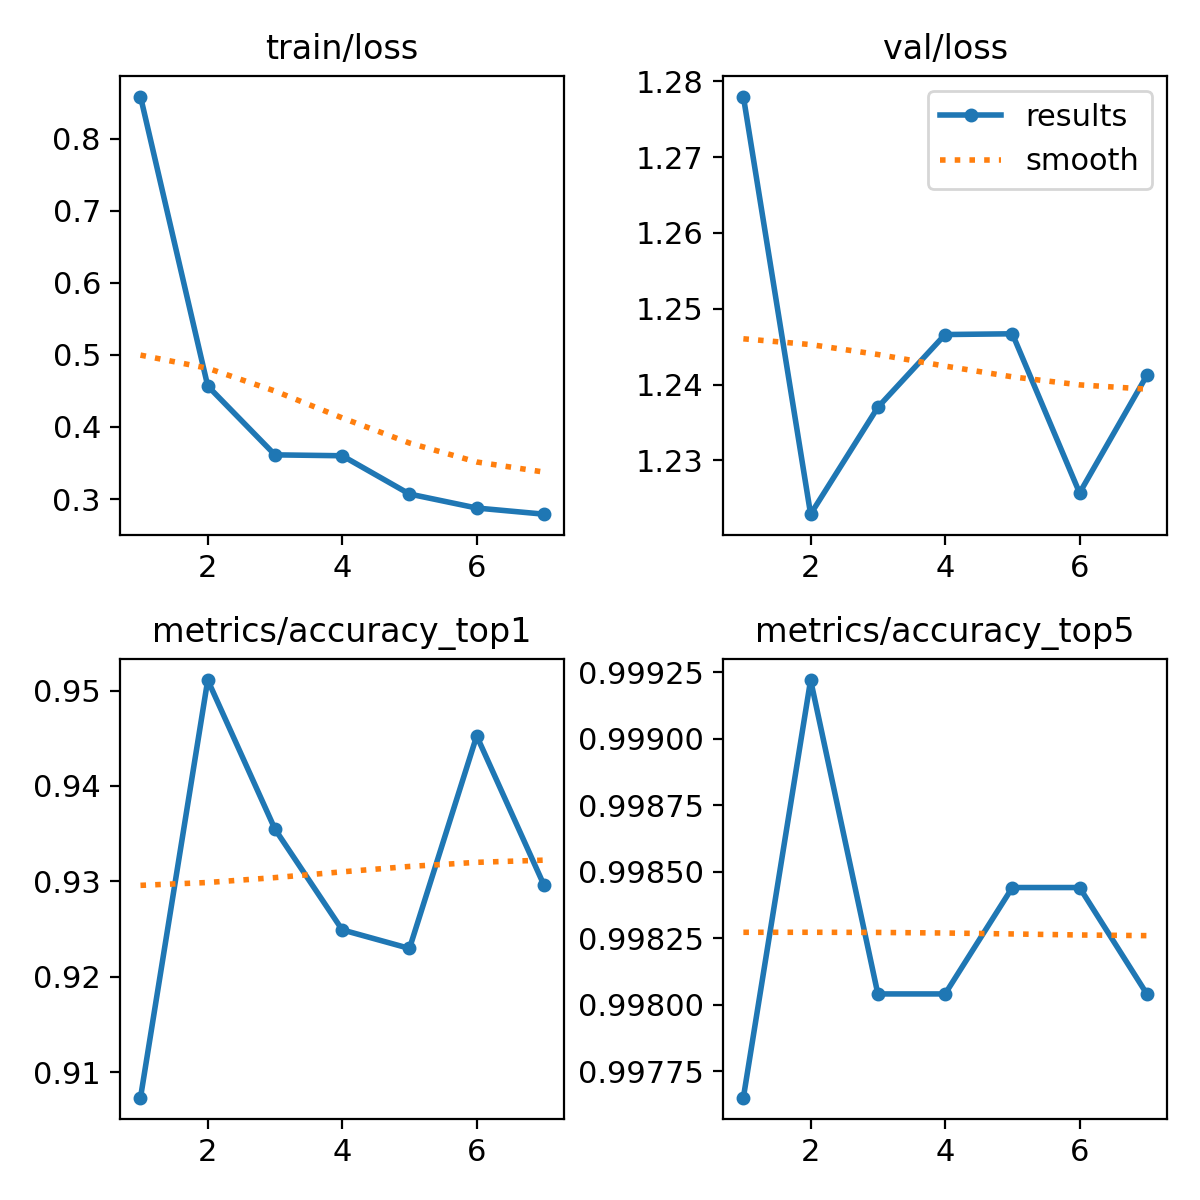 train/loss
0.8
0.7
0.6
0.5
0.4
0.3
2 4 6
val/loss
1.28
1.27
1.26
1.25
1.24
1.23
results
smooth
2 4 6
metrics/accuracy_top1
0.95
0.94
0.93
0.92
0.91
2 4 6
metrics/accuracy_top5
0.99925
0.99900
0.99875
0.99850
0.99825
0.99800
0.99775
2 4 6